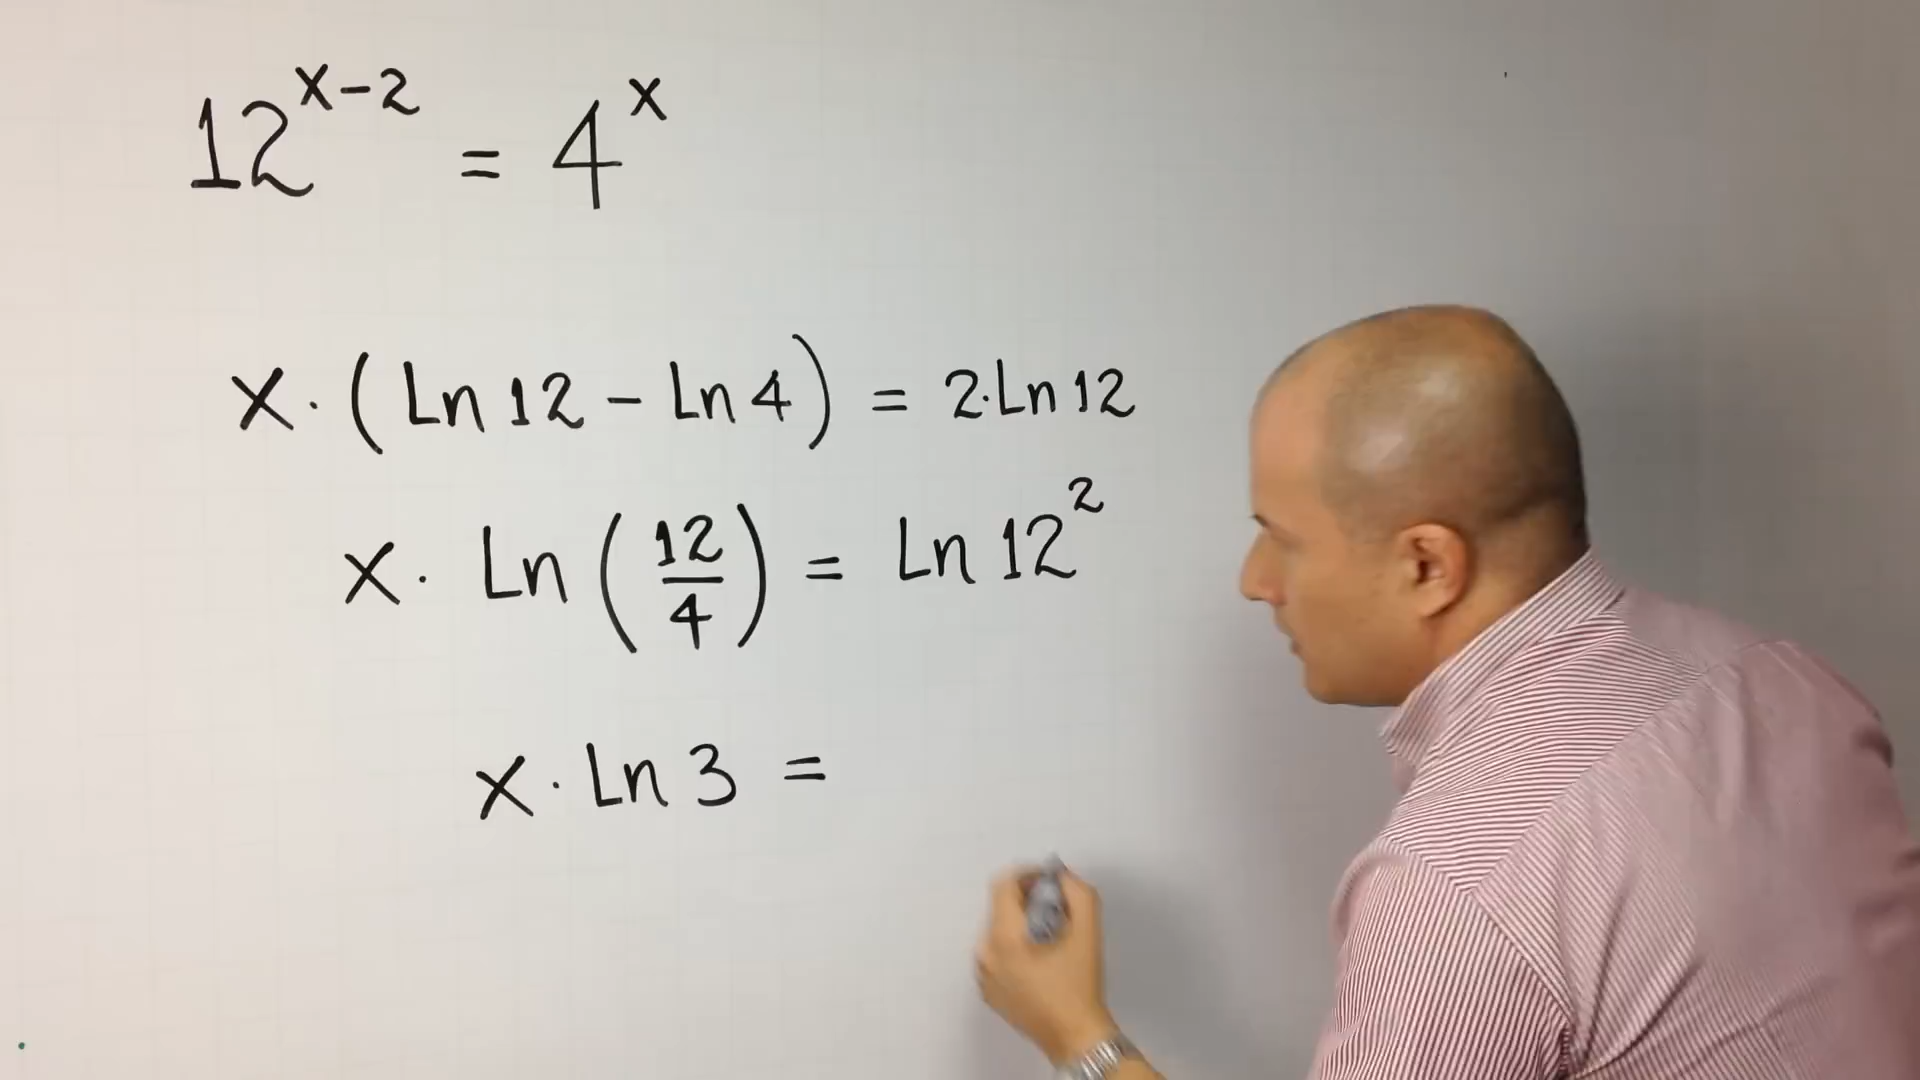 12^{x-2} = 4^x
x · (Ln 12 - Ln 4) = 2·Ln 12
x · Ln (12/4) = Ln 12^2
x · Ln 3 =